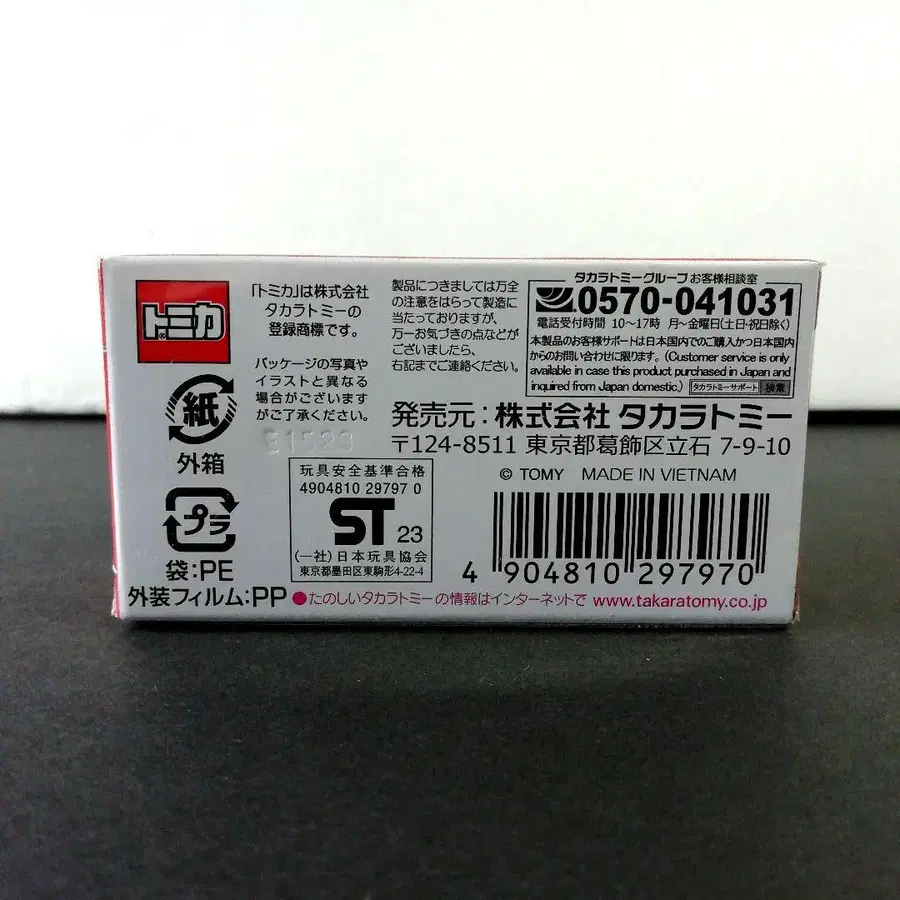 トミカ
「トミカ」は株式会社
タカラトミーの
登録商標です。
パッケージの写真や
イラストと異なる
場合がございます
がご了承ください。
製品につきましては万全
の注意をはらって製造に
当たっておりますが、
万一お気づきの点などが
ございましたら、
右記までご連絡ください。
タカラトミーグループ お客様相談室
0570-041031
電話受付時間 10〜17時 月〜金曜日(土日・祝日除く)
本製品のお客様サポートは日本国内でのご購入かつ日本国内
からのお問い合わせに限ります。(Customer service is only
available in case this product purchased in Japan and
inquired from Japan domestic.) タカラトミーサポート 検索
発売元:株式会社 タカラトミー
〒124-8511 東京都葛飾区立石 7-9-10
© TOMY MADE IN VIETNAM
紙
外箱
プラ
袋:PE
外装フィルム:PP
玩具安全基準合格
4904810 29797 0
ST 23
(一社)日本玩具協会
東京都墨田区東駒形4-22-4
4 904810 297970
●たのしいタカラトミーの情報はインターネットで www.takaratomy.co.jp